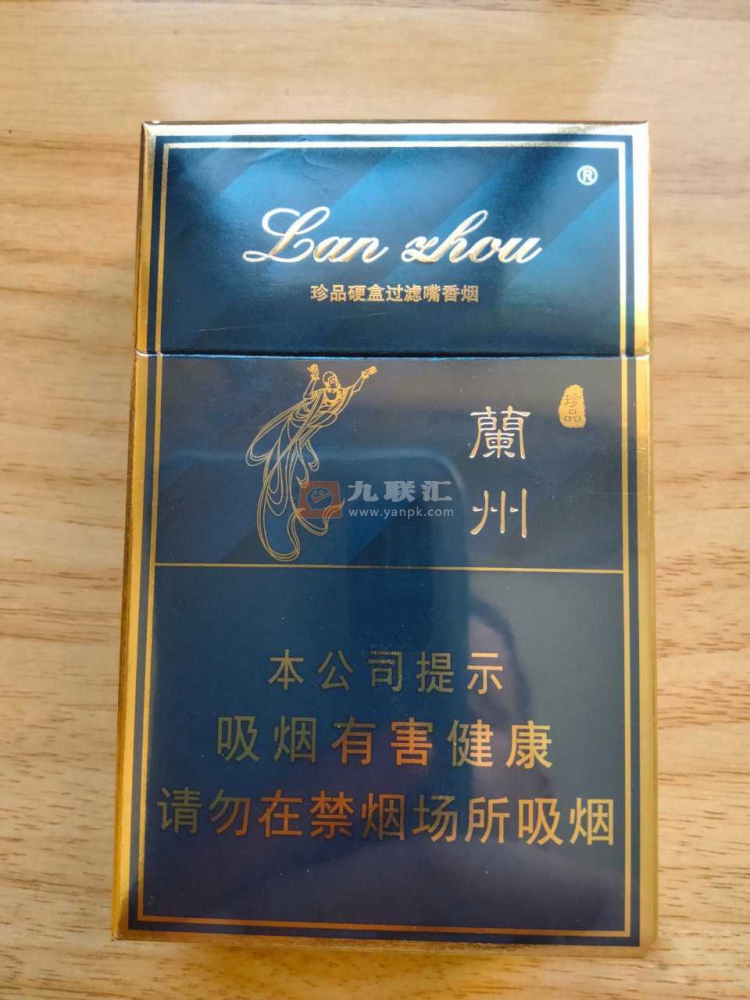 ®
Lan zhou
珍品硬盒过滤嘴香烟
珍品
蘭州
九联汇
www.yanpk.com
本公司提示
吸烟有害健康
请勿在禁烟场所吸烟